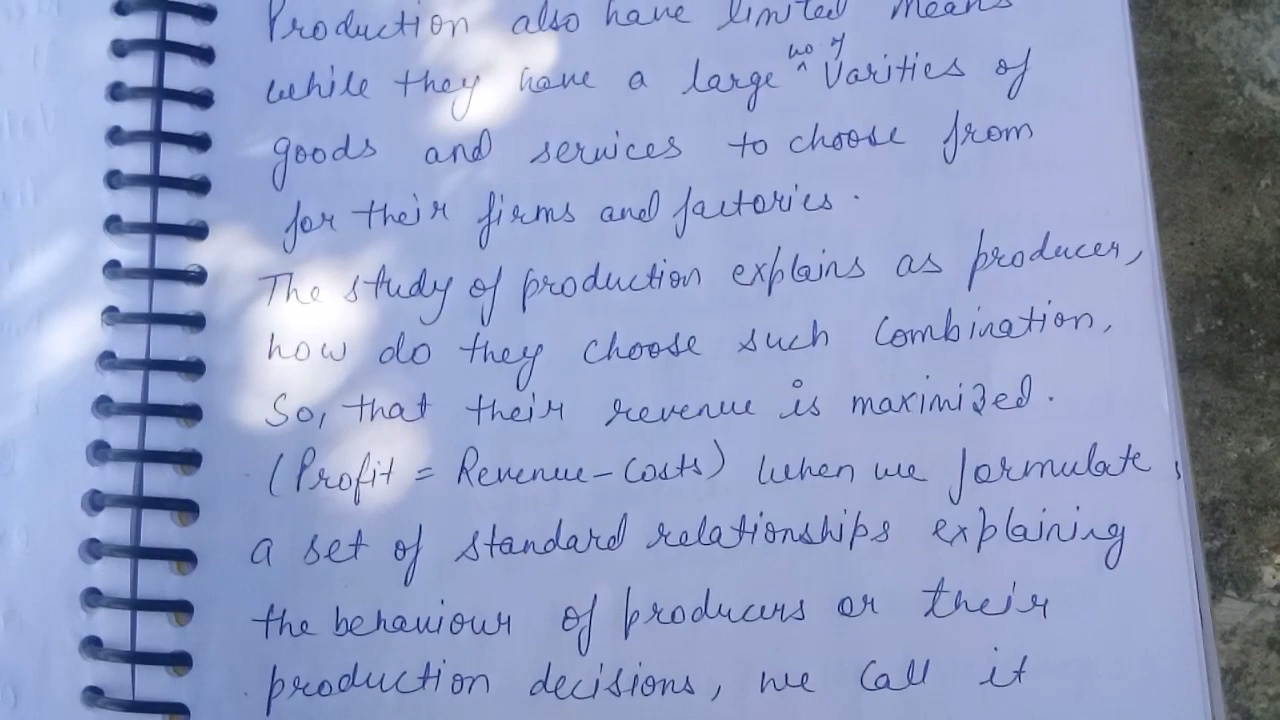 Production also have limited means
while they have a large ^ no of Varities of
goods and services to choose from
for their firms and factories.
The study of production explains as producer,
how do they choose such combination,
So, that their revenue is maximized.
(Profit = Revenue - Costs) when we formulate,
a set of standard relationships explaining
the behaviour of producers or their
production decisions, we call it